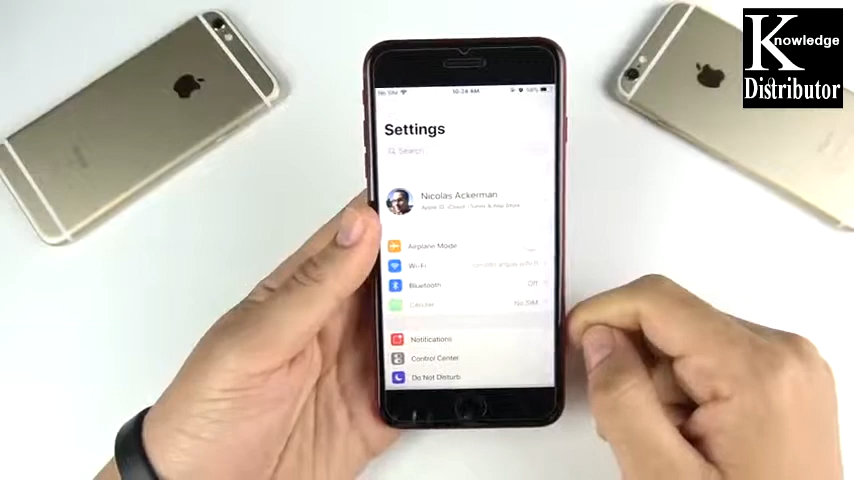 Knowledge
Distributor
No SIM 10:24 AM
Settings
Search
Nicolas Ackerman
Apple ID, iCloud, iTunes & App Store
Airplane Mode
Wi-Fi
Bluetooth Off
Cellular No SIM
Notifications
Control Center
Do Not Disturb